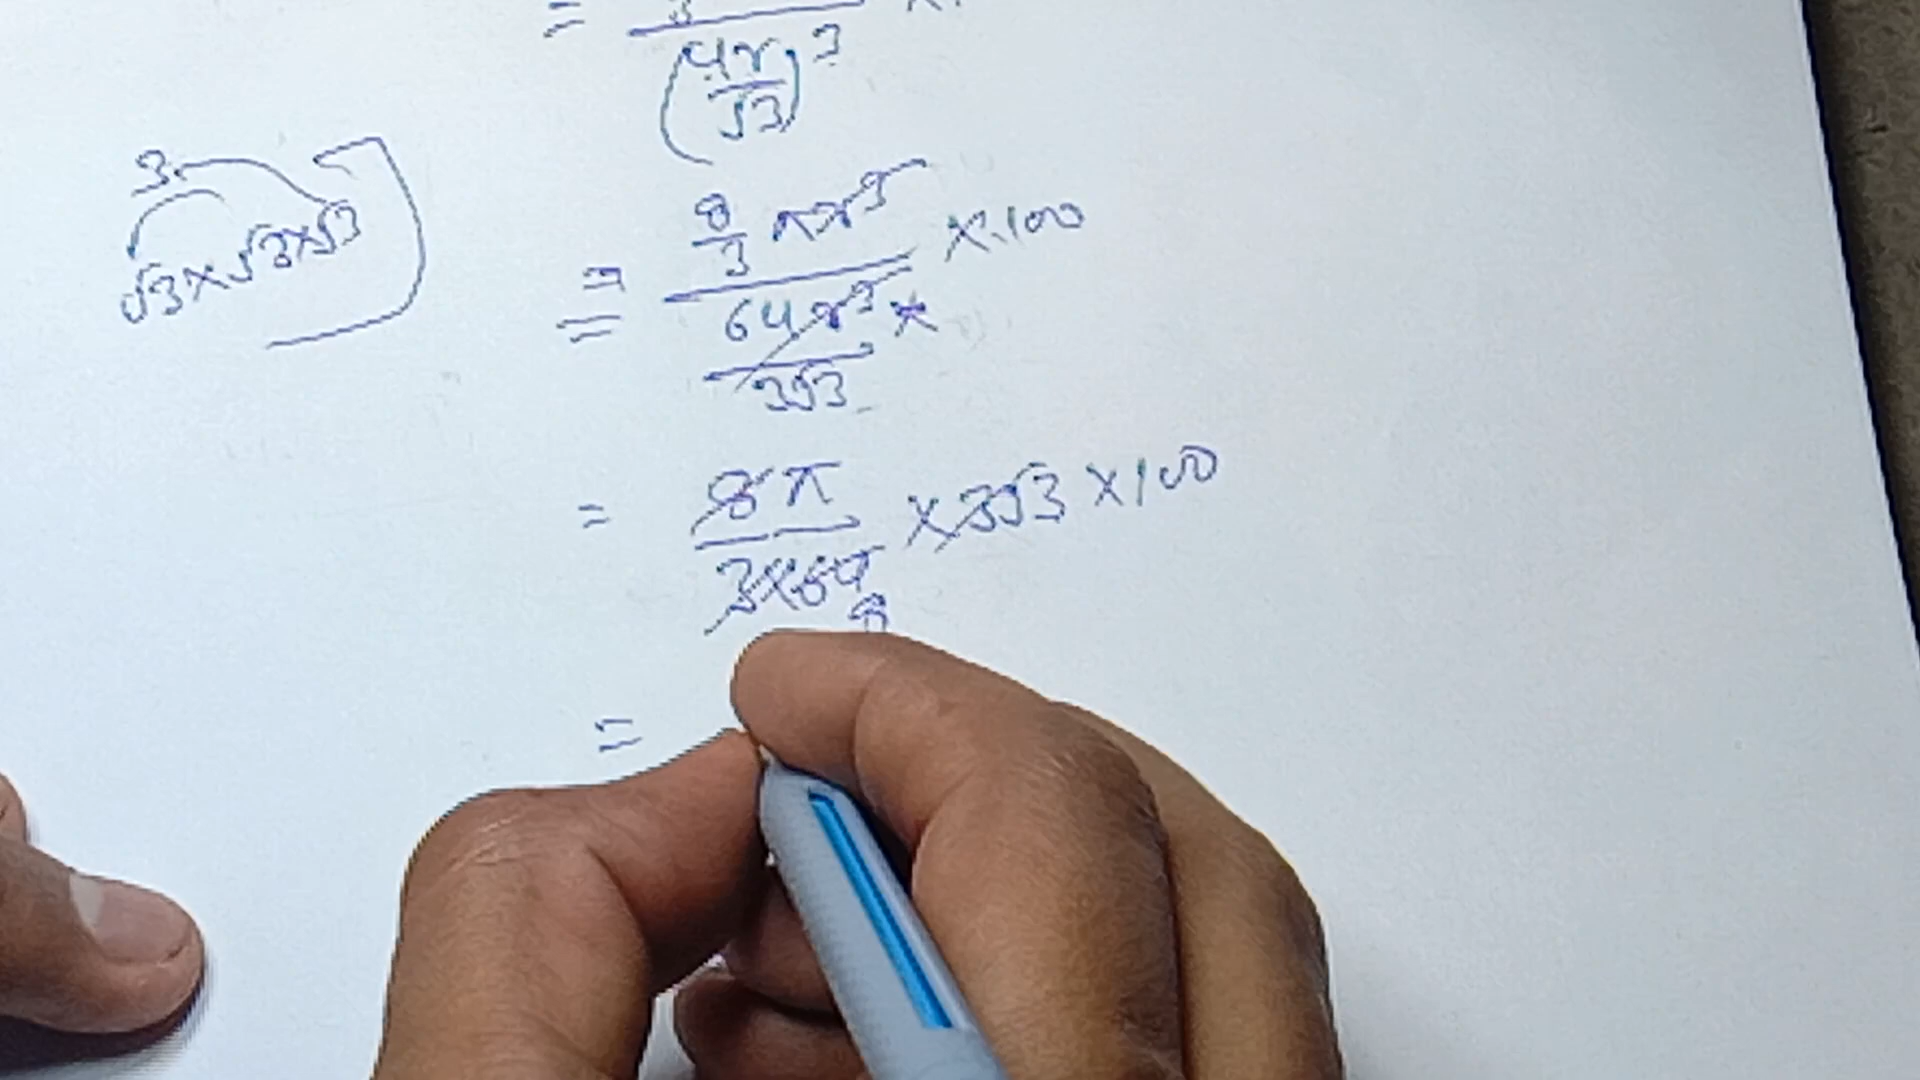 =
(4r/√3)³
3
√3×√3×√3
= (8/3 πr³)/(64r³/3√3) × × 100
=
= 8π/(3×64) × 3√3 × 100
8
=